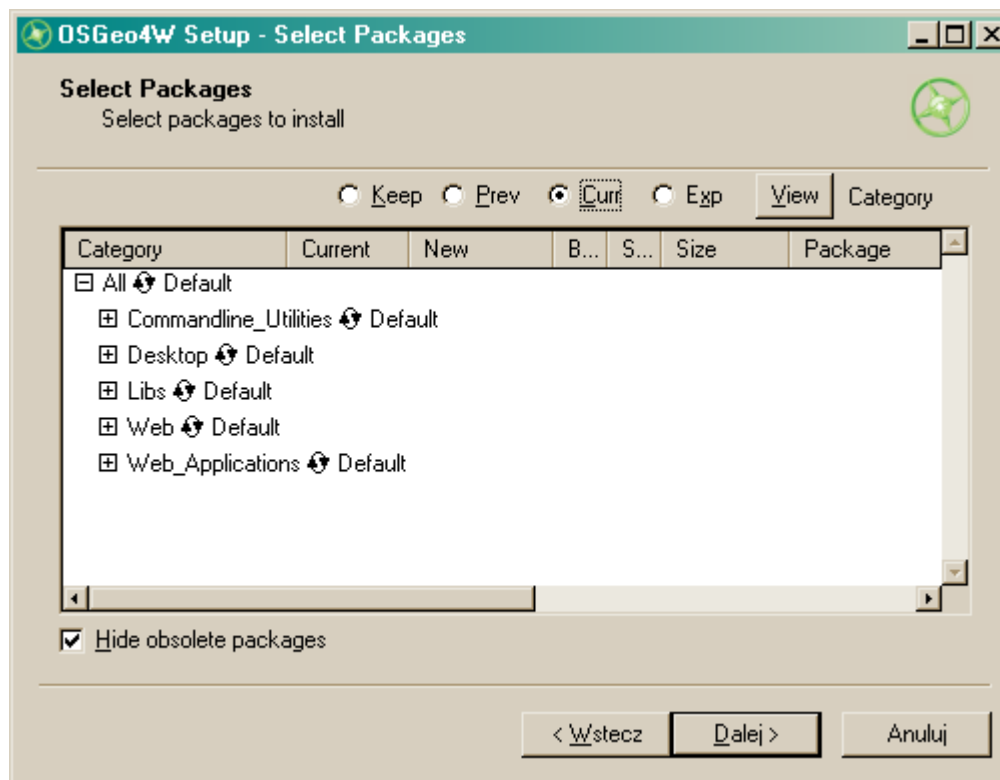 OSGeo4W Setup - Select Packages
Select Packages
Select packages to install
Keep Prev Curr Exp View Category
Category Current New B... S... Size Package
All Default
Commandline_Utilities Default
Desktop Default
Libs Default
Web Default
Web_Applications Default
Hide obsolete packages
< Wstecz Dalej > Anuluj